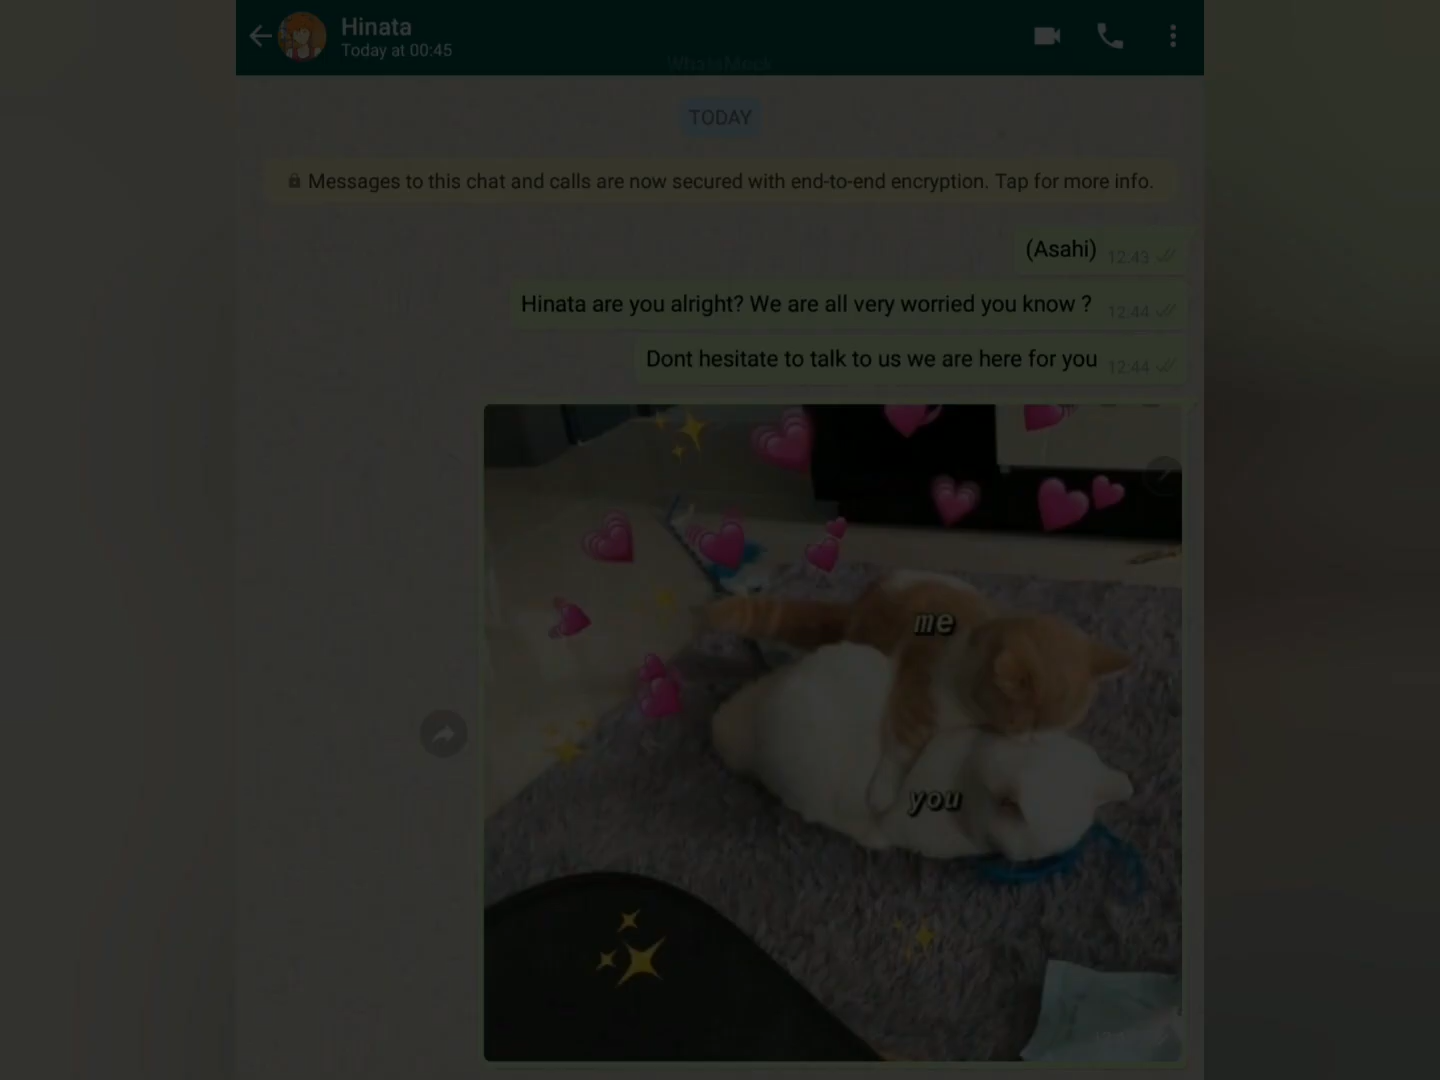 Hinata
Today at 00:45
WhatsMock
TODAY
Messages to this chat and calls are now secured with end-to-end encryption. Tap for more info.
(Asahi) 12:43
Hinata are you alright? We are all very worried you know ? 12:44
Dont hesitate to talk to us we are here for you 12:44
me
you